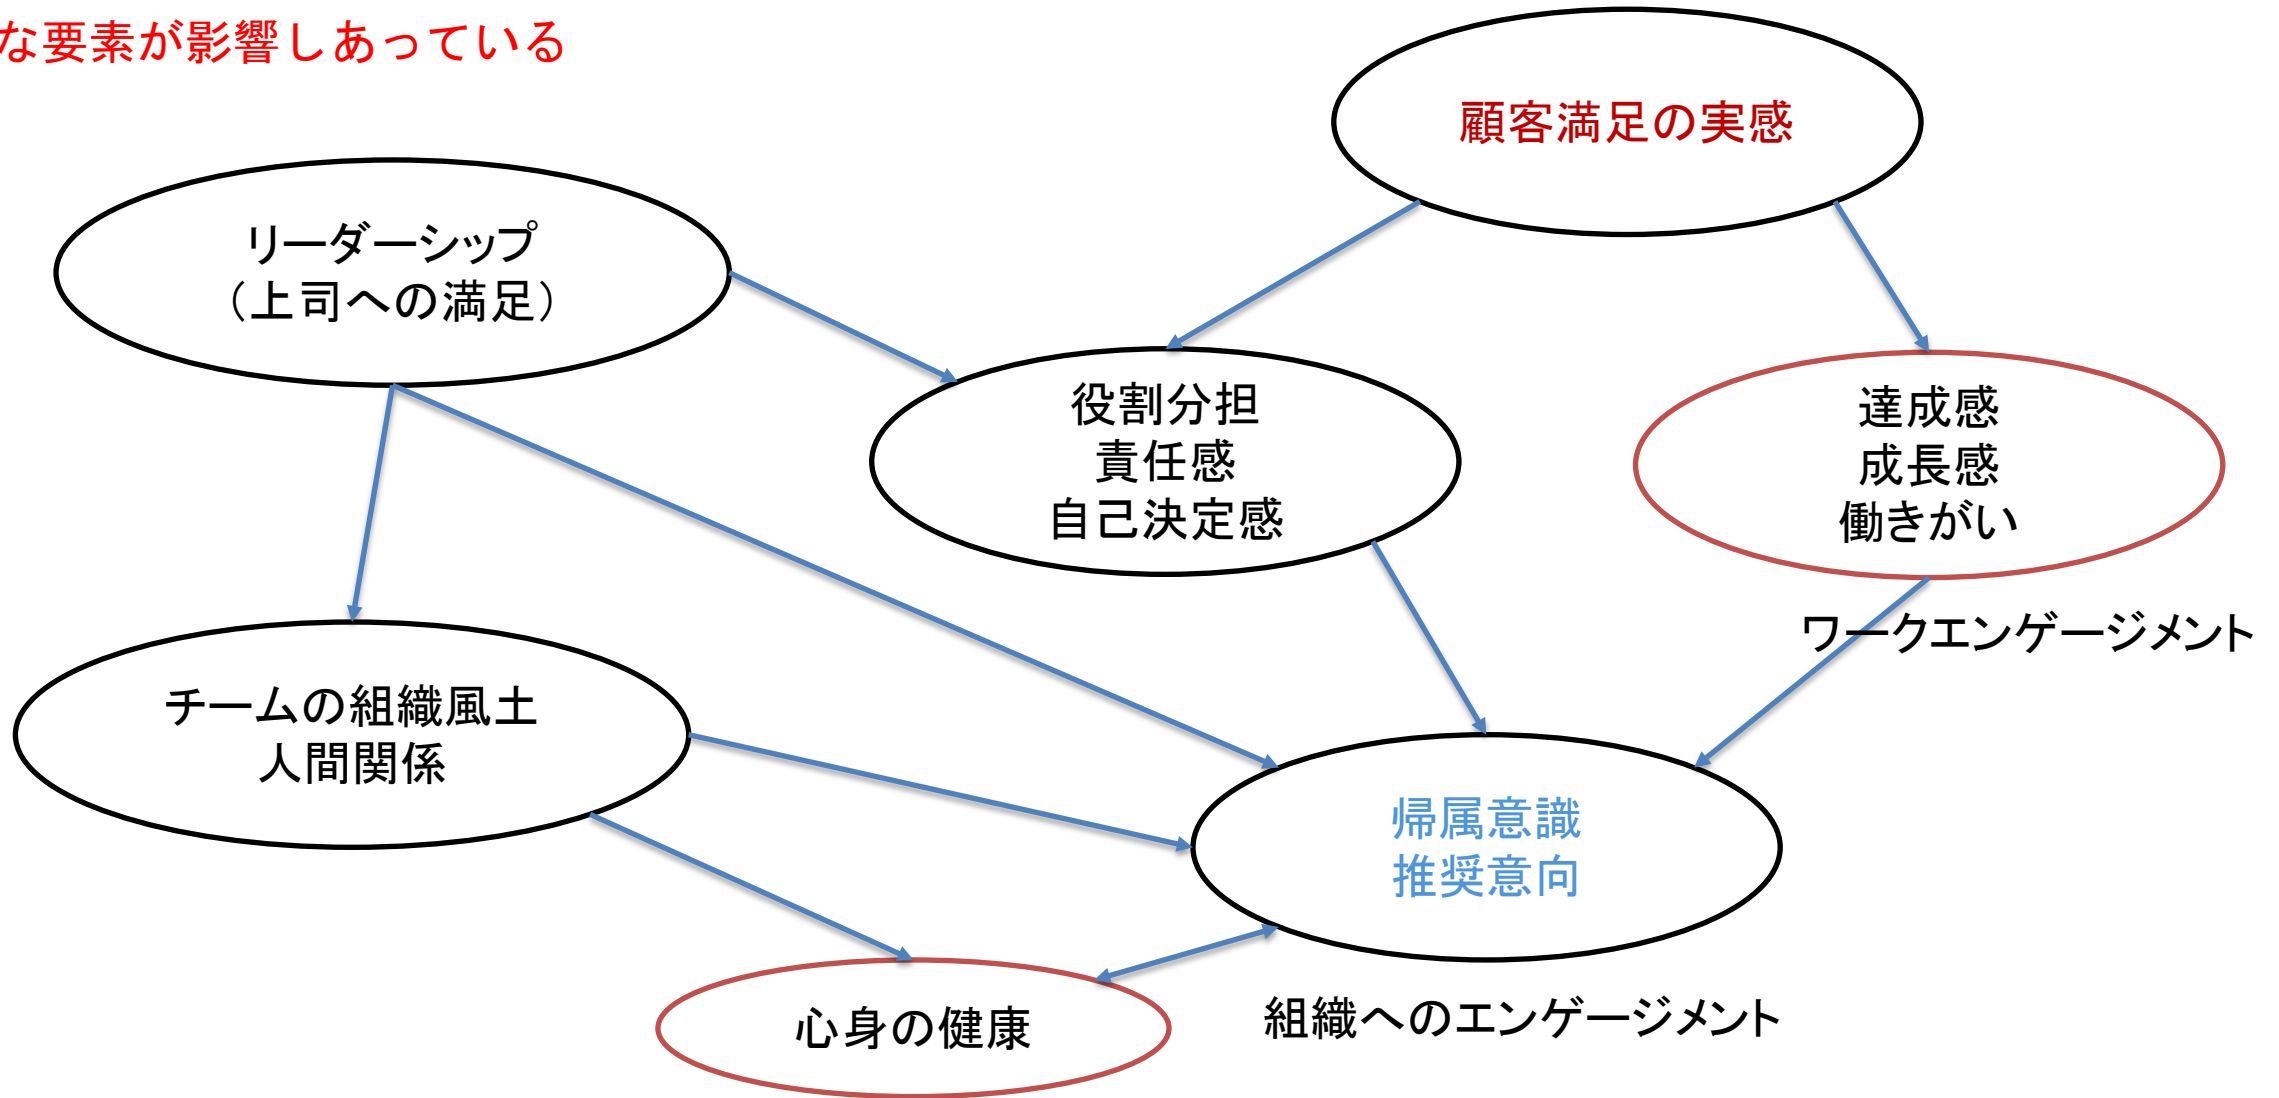 な要素が影響しあっている
顧客満足の実感
リーダーシップ
（上司への満足）
役割分担
責任感
自己決定感
達成感
成長感
働きがい
ワークエンゲージメント
チームの組織風土
人間関係
帰属意識
推奨意向
心身の健康
組織へのエンゲージメント